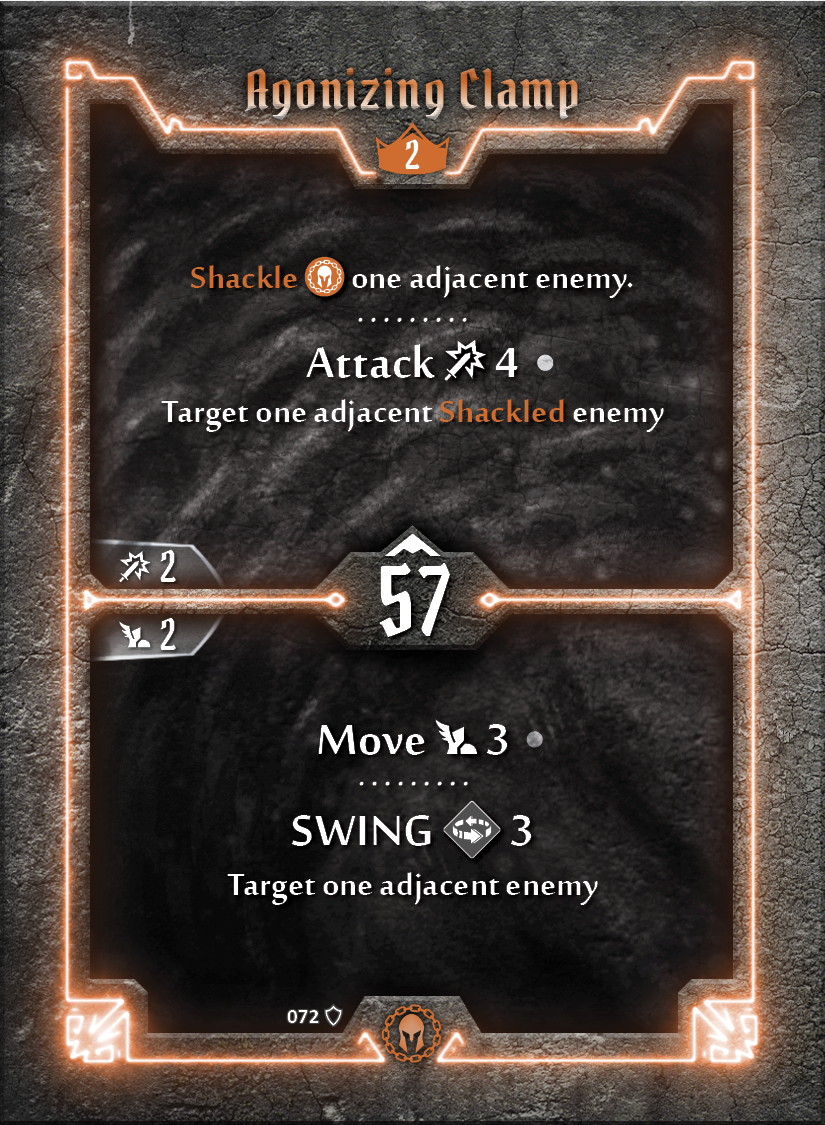 Agonizing Clamp
2
Shackle one adjacent enemy.
Attack 4
Target one adjacent Shackled enemy
2
57
2
Move 3
SWING 3
Target one adjacent enemy
072